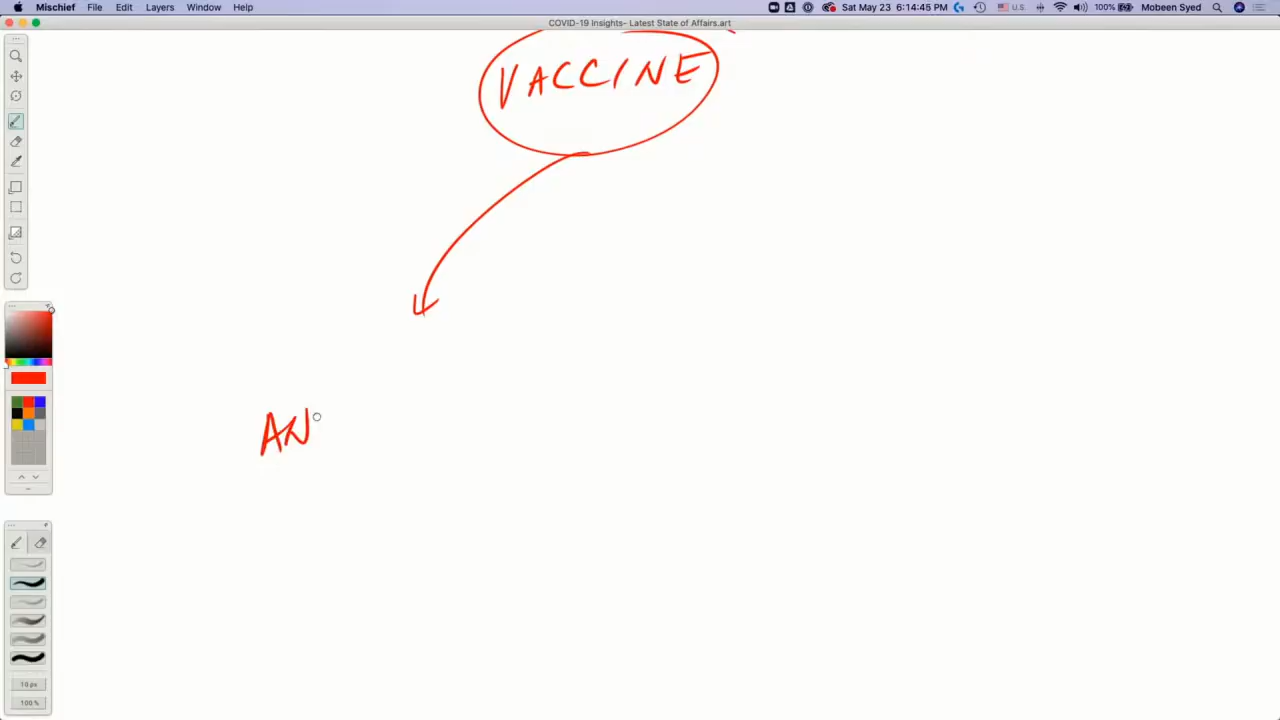 Mischief File Edit Layers Window Help U.S. 100% Sat May 23 6:14:45 PM Mobeen Syed
COVID-19 Insights– Latest State of Affairs.art
VACCINE
AN
10 px
100%